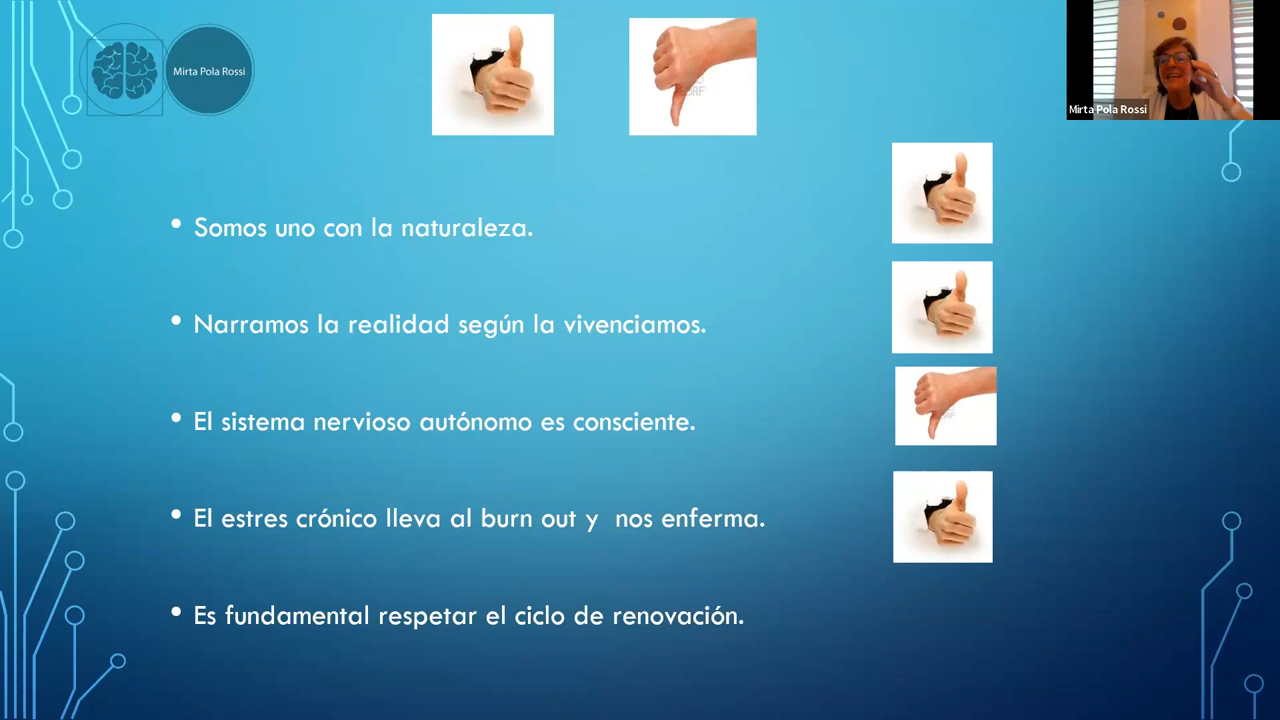 Mirta Pola Rossi
Mirta Pola Rossi
• Somos uno con la naturaleza.
• Narramos la realidad según la vivenciamos.
• El sistema nervioso autónomo es consciente.
• El estres crónico lleva al burn out y  nos enferma.
• Es fundamental respetar el ciclo de renovación.